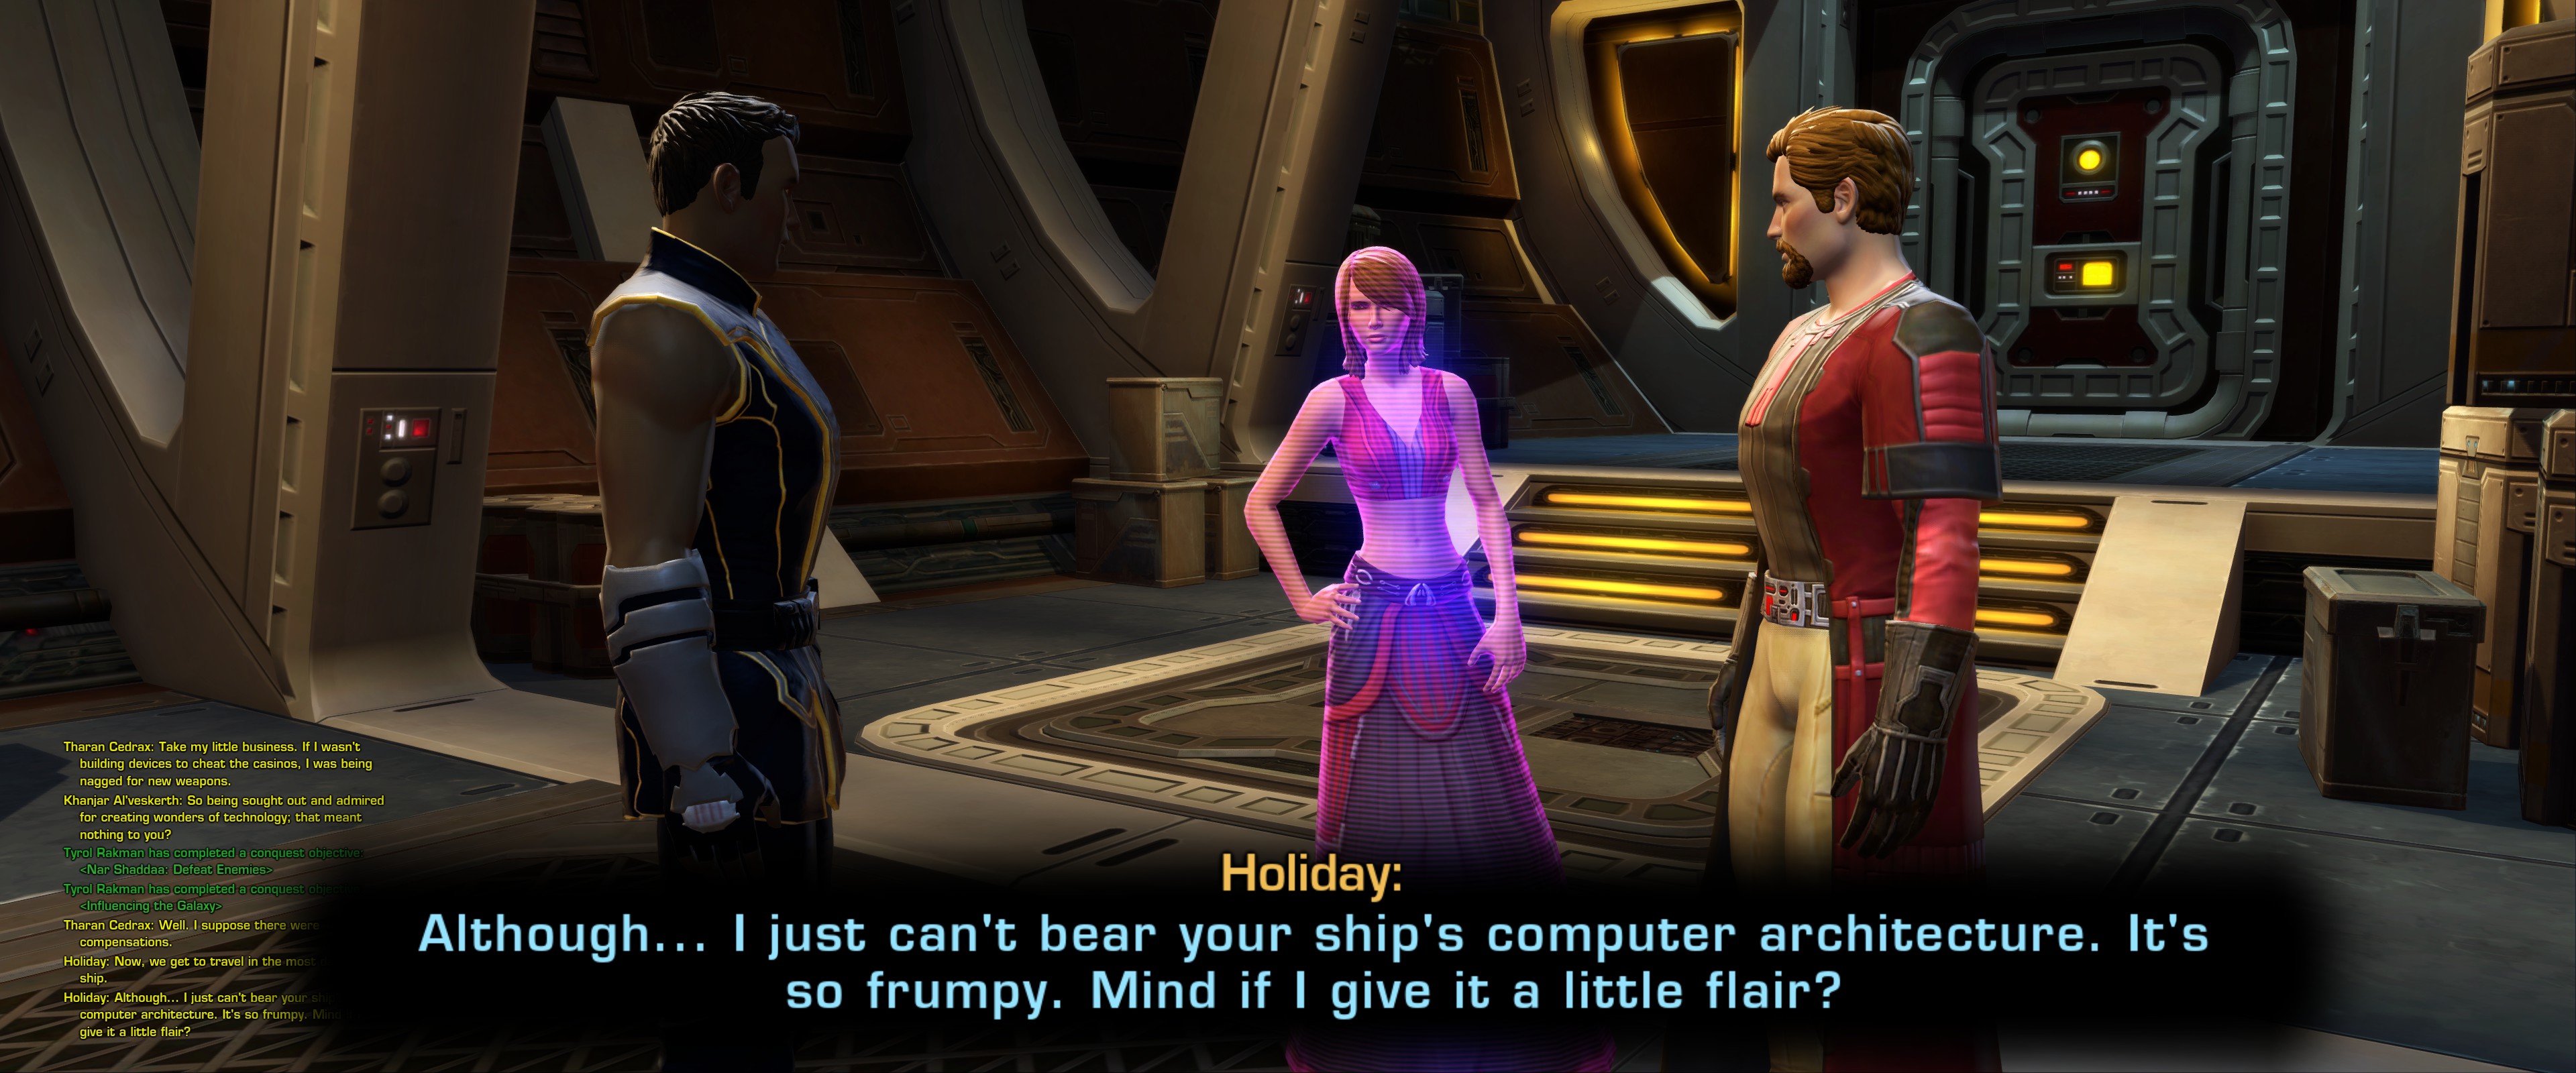 Tharan Cedrax: Take my little business. If I wasn't
building devices to cheat the casinos, I was being
nagged for new weapons.
Khanjar Al'veskerth: So being sought out and admired
for creating wonders of technology; that meant
nothing to you?
Tyrol Rakman has completed a conquest objective:
<Nar Shaddaa: Defeat Enemies>
Tyrol Rakman has completed a conquest
<Influencing the Galaxy>
Tharan Cedrax: Well. I suppose there were
compensations.
Holiday: Now, we get to travel in the most
ship.
Holiday: Although... I just can't bear your ship's
computer architecture. It's so frumpy. Mind
give it a little flair?
Holiday:
Although... I just can't bear your ship's computer architecture. It's
so frumpy. Mind if I give it a little flair?